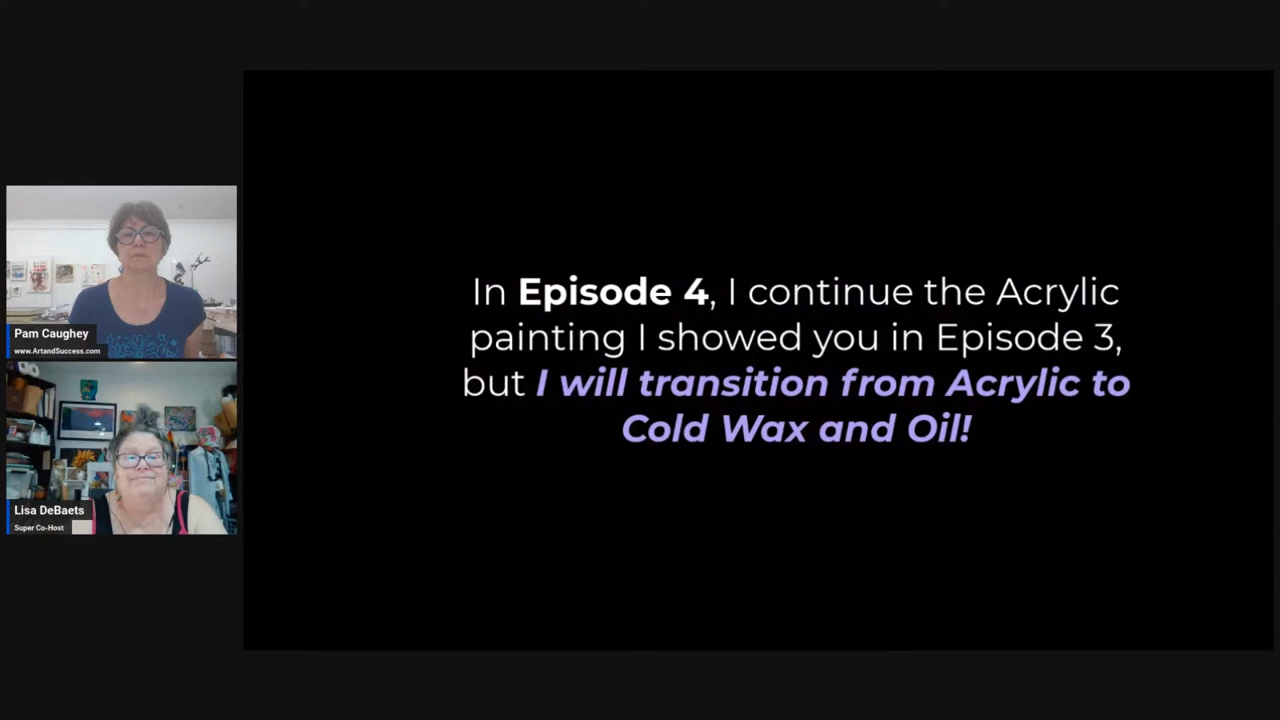 Pam Caughey
www.ArtandSuccess.com
Lisa DeBaets
Super Co-Host
In Episode 4, I continue the Acrylic
painting I showed you in Episode 3,
but I will transition from Acrylic to
Cold Wax and Oil!